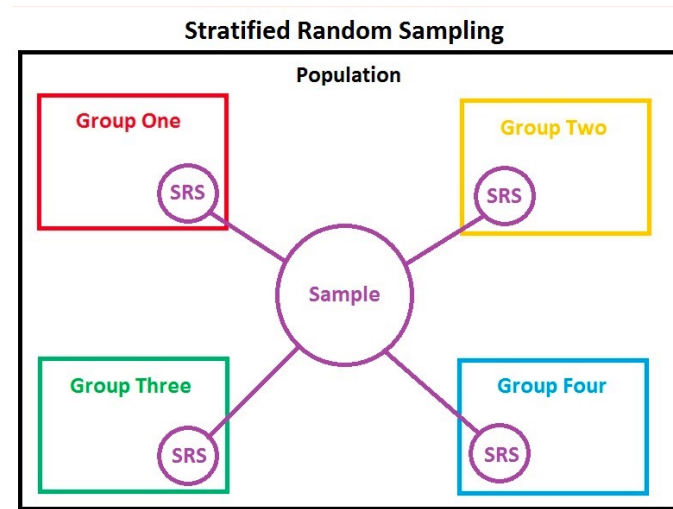 Stratified Random Sampling
Population
Group One
SRS
Group Two
SRS
Sample
Group Three
SRS
Group Four
SRS